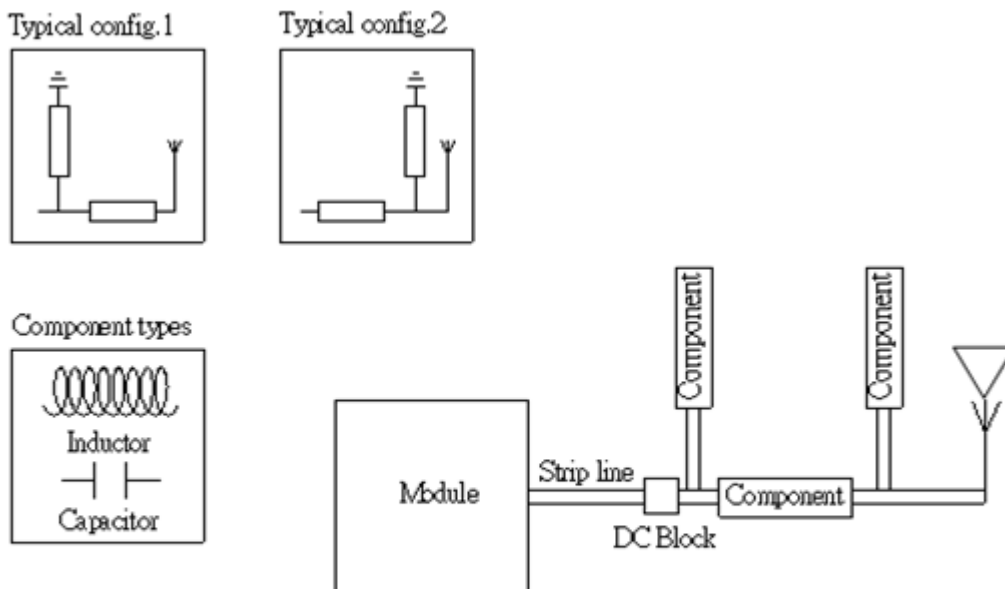 Typical config.1
Typical config.2
Component types
Inductor
Capacitor
Module
Strip line
DC Block
Component
Component
Component